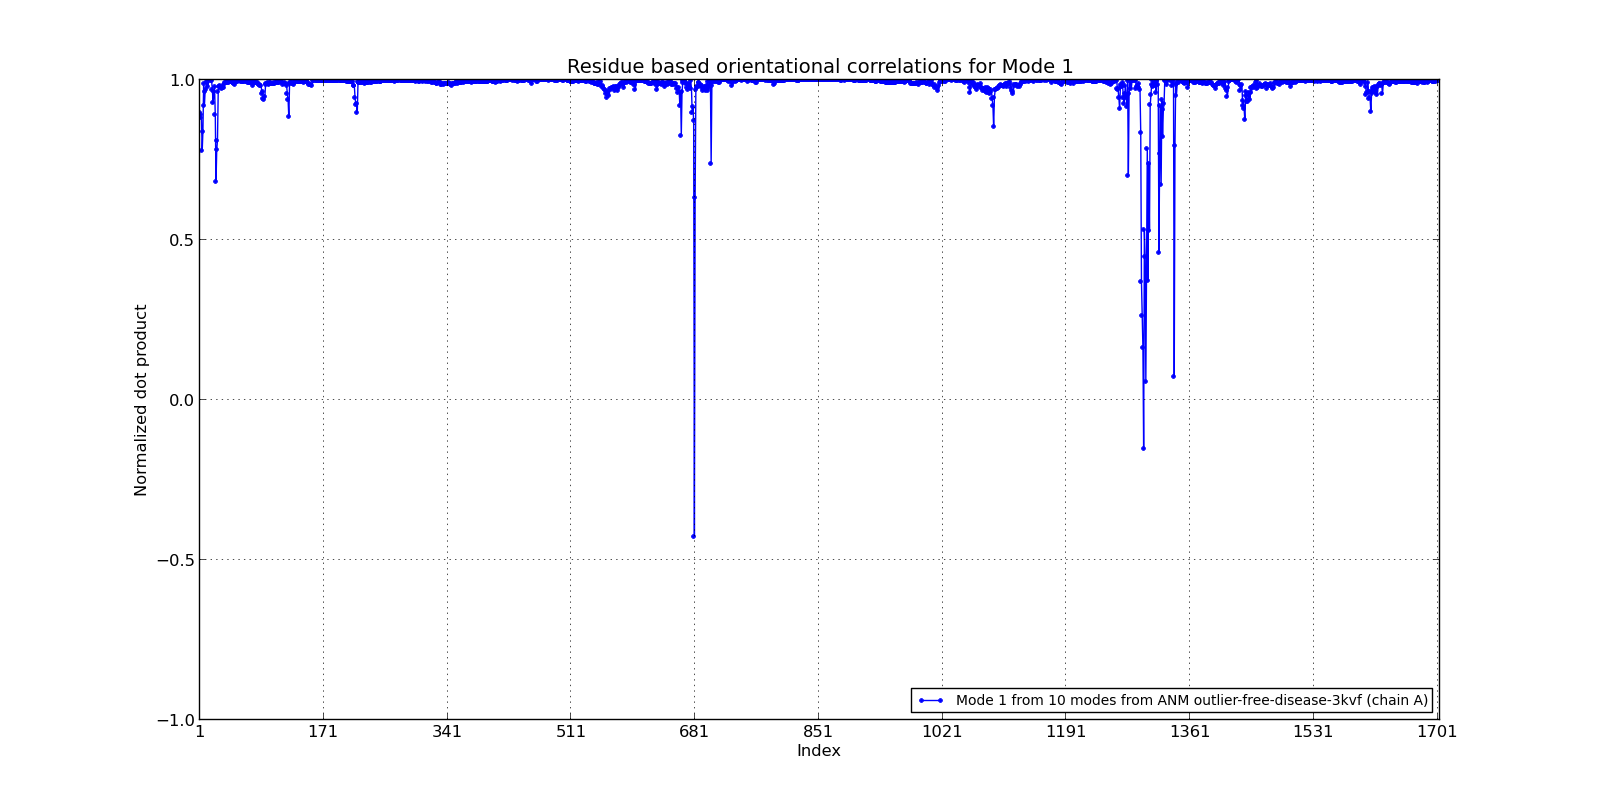 Residue based orientational correlations for Mode 1
1.0
0.5
0.0
−0.5
−1.0
Normalized dot product
Mode 1 from 10 modes from ANM outlier-free-disease-3kvf (chain A)
1 171 341 511 681 851 1021 1191 1361 1531 1701
Index